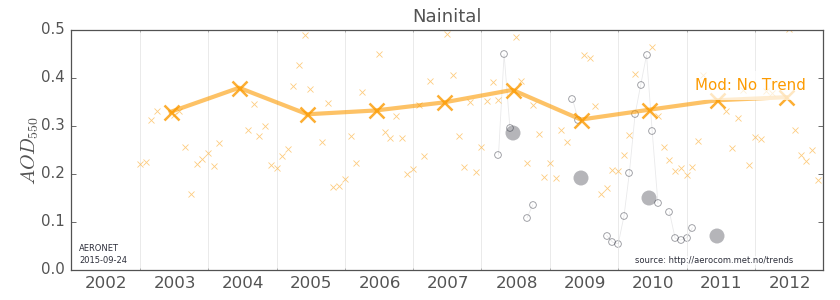 Nainital
0.5
0.4
0.3
0.2
0.1
0.0
AOD550
Mod: No Trend
AERONET
2015-09-24
source: http://aerocom.met.no/trends
2002 2003 2004 2005 2006 2007 2008 2009 2010 2011 2012